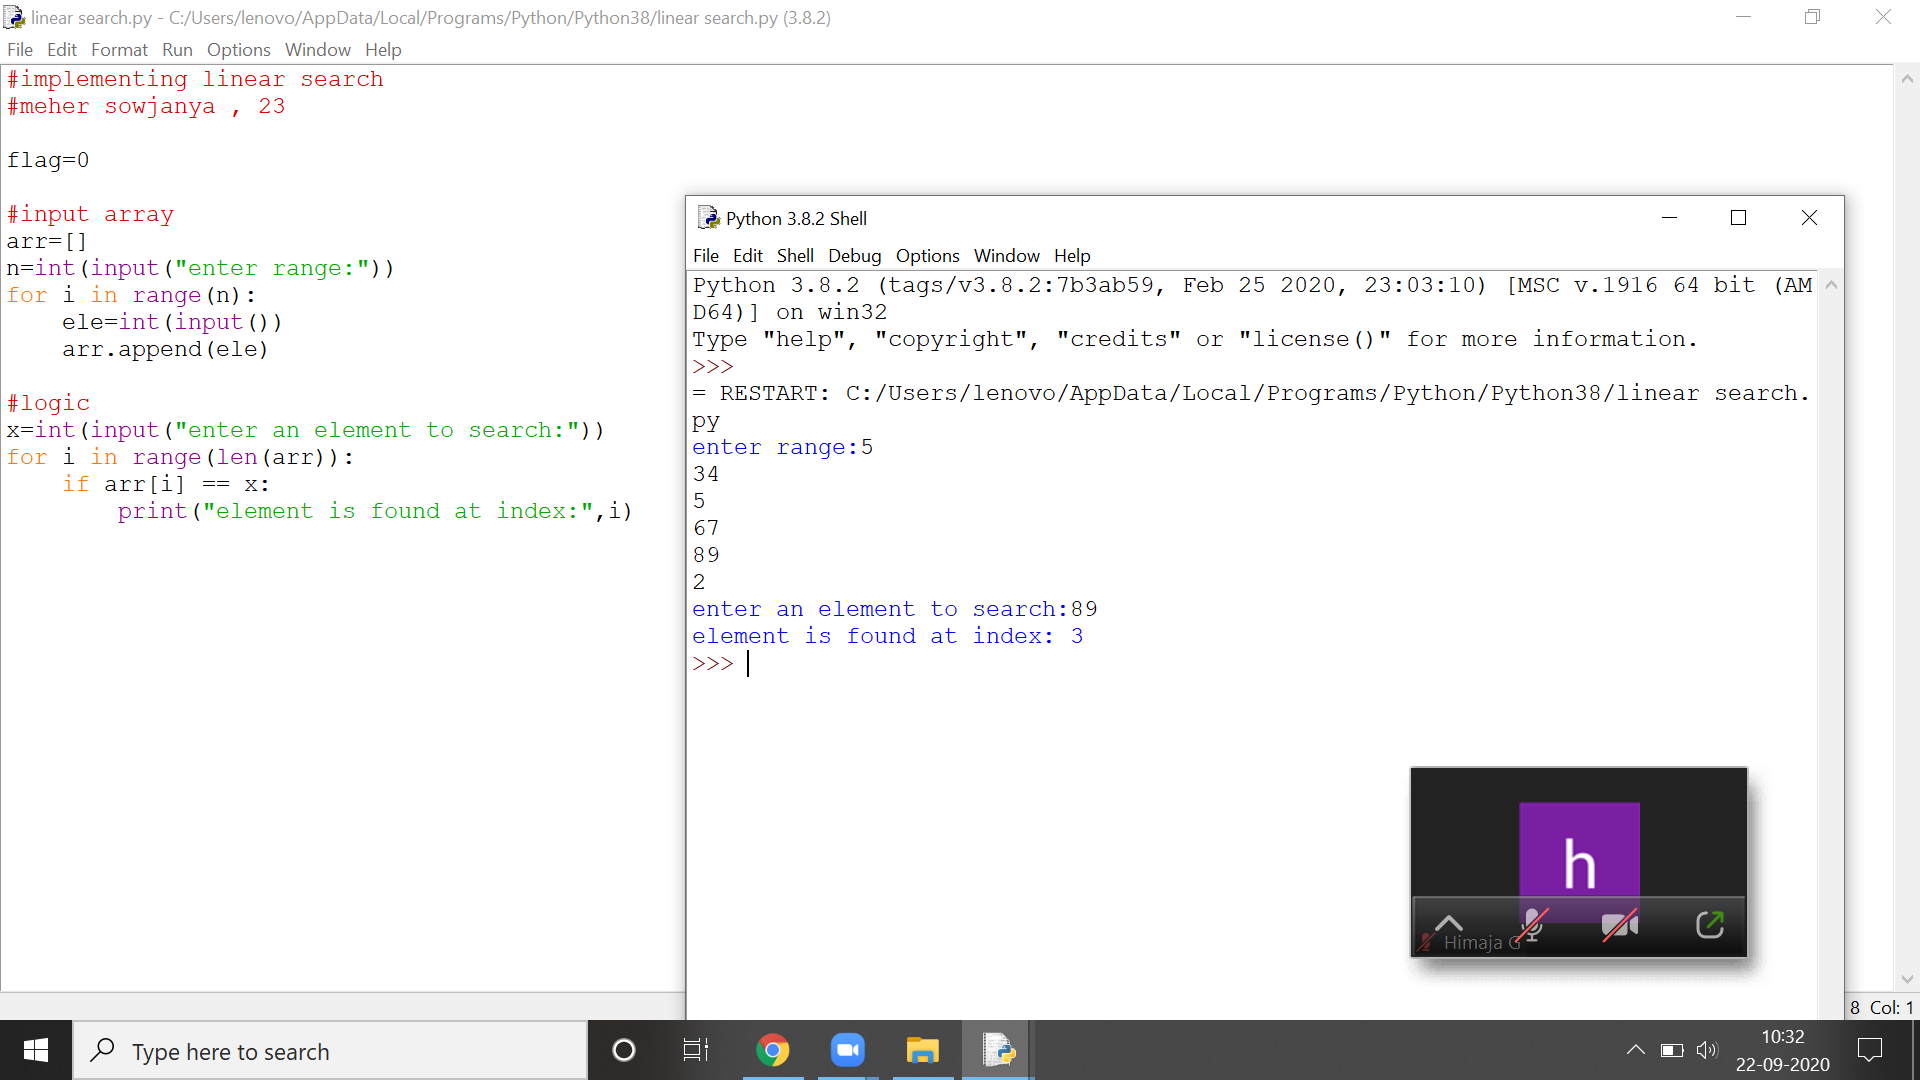 linear search.py - C:/Users/lenovo/AppData/Local/Programs/Python/Python38/linear search.py (3.8.2)
File Edit Format Run Options Window Help
#implementing linear search
#meher sowjanya , 23
flag=0
#input array
arr=[]
n=int(input("enter range:"))
for i in range(n):
    ele=int(input())
    arr.append(ele)
#logic
x=int(input("enter an element to search:"))
for i in range(len(arr)):
    if arr[i] == x:
        print("element is found at index:",i)
Python 3.8.2 Shell
File Edit Shell Debug Options Window Help
Python 3.8.2 (tags/v3.8.2:7b3ab59, Feb 25 2020, 23:03:10) [MSC v.1916 64 bit (AM
D64)] on win32
Type "help", "copyright", "credits" or "license()" for more information.
>>>
= RESTART: C:/Users/lenovo/AppData/Local/Programs/Python/Python38/linear search.
py
enter range:5
34
5
67
89
2
enter an element to search:89
element is found at index: 3
>>>
h
Himaja G
8 Col: 1
Type here to search
10:32
22-09-2020